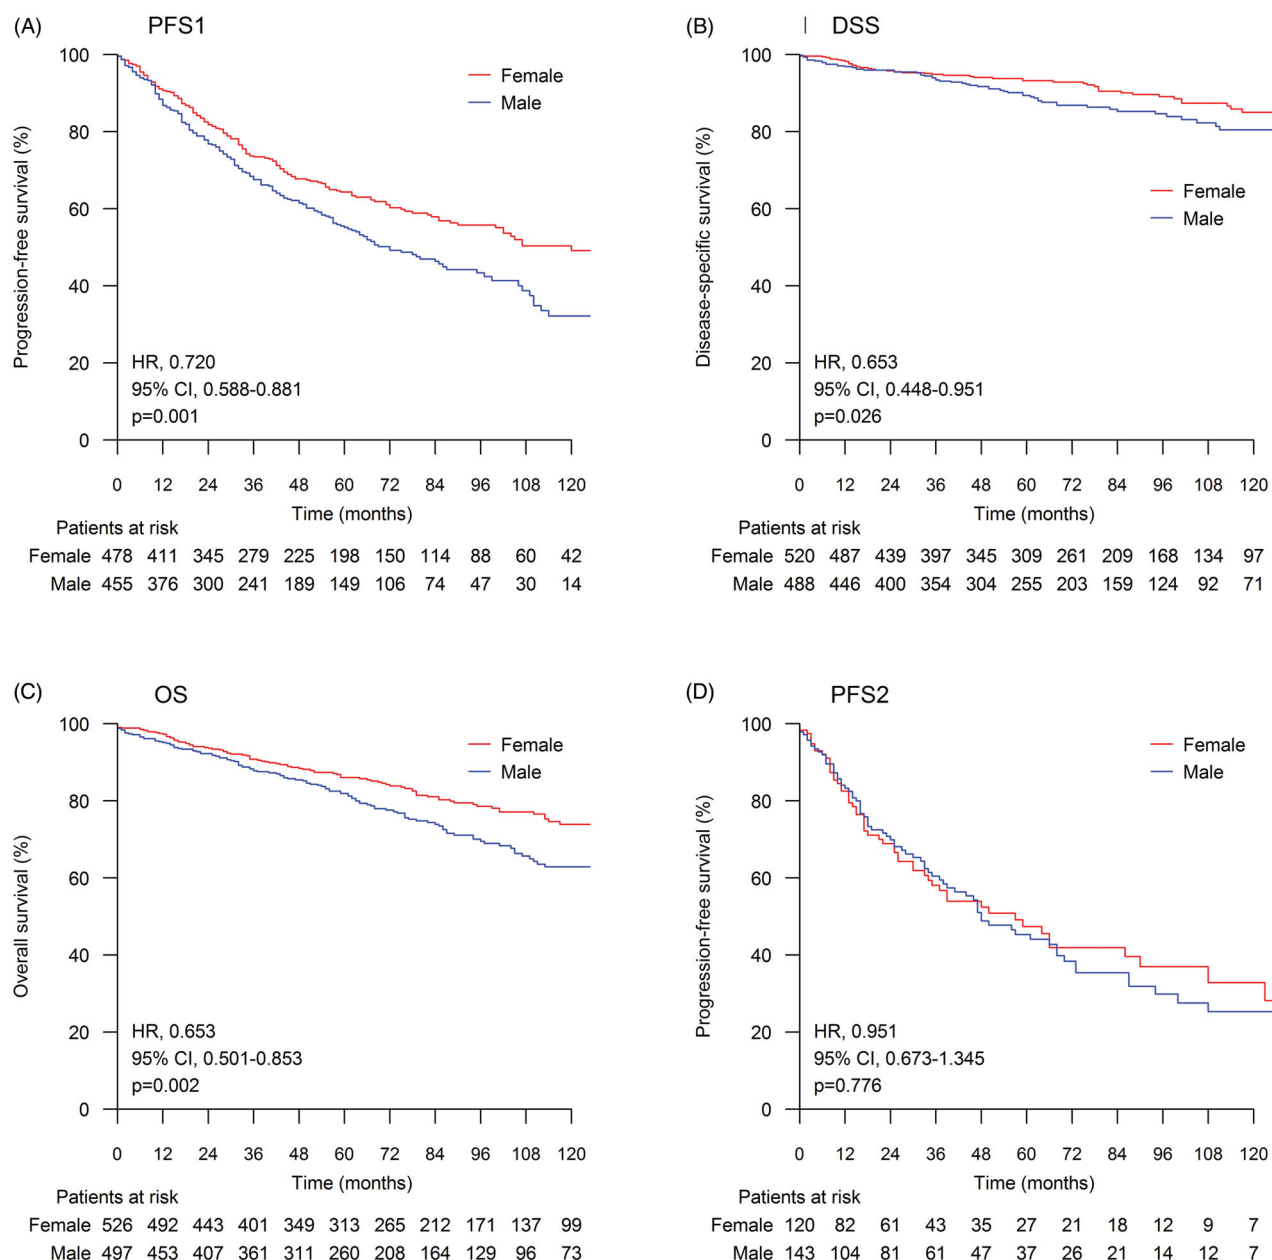 (A) PFS1
100
80
60
40
20
0
Progression-free survival (%)
Female
Male
HR, 0.720
95% CI, 0.588-0.881
p=0.001
0 12 24 36 48 60 72 84 96 108 120
Time (months)
Patients at risk
Female 478 411 345 279 225 198 150 114 88 60 42
Male 455 376 300 241 189 149 106 74 47 30 14
(B) | DSS
100
80
60
40
20
0
Disease-specific survival (%)
Female
Male
HR, 0.653
95% CI, 0.448-0.951
p=0.026
0 12 24 36 48 60 72 84 96 108 120
Time (months)
Patients at risk
Female 520 487 439 397 345 309 261 209 168 134 97
Male 488 446 400 354 304 255 203 159 124 92 71
(C) OS
100
80
60
40
20
0
Overall survival (%)
Female
Male
HR, 0.653
95% CI, 0.501-0.853
p=0.002
0 12 24 36 48 60 72 84 96 108 120
Time (months)
Patients at risk
Female 526 492 443 401 349 313 265 212 171 137 99
Male 497 453 407 361 311 260 208 164 129 96 73
(D) PFS2
100
80
60
40
20
0
Progression-free survival (%)
Female
Male
HR, 0.951
95% CI, 0.673-1.345
p=0.776
0 12 24 36 48 60 72 84 96 108 120
Time (months)
Patients at risk
Female 120 82 61 43 35 27 21 18 12 9 7
Male 143 104 81 61 47 37 26 21 14 12 7